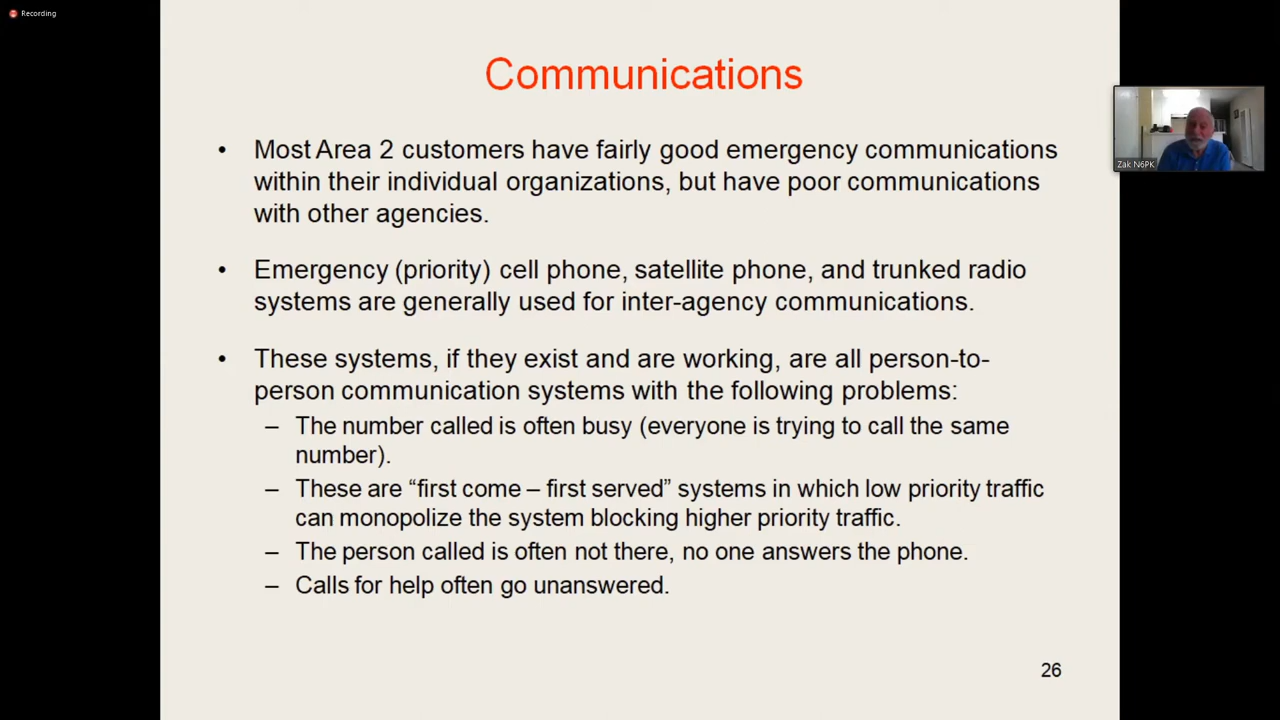 Recording
Communications
• Most Area 2 customers have fairly good emergency communications
within their individual organizations, but have poor communications
with other agencies.
• Emergency (priority) cell phone, satellite phone, and trunked radio
systems are generally used for inter-agency communications.
• These systems, if they exist and are working, are all person-to-
person communication systems with the following problems:
– The number called is often busy (everyone is trying to call the same
number).
– These are “first come – first served” systems in which low priority traffic
can monopolize the system blocking higher priority traffic.
– The person called is often not there, no one answers the phone.
– Calls for help often go unanswered.
26
Zak N6PK